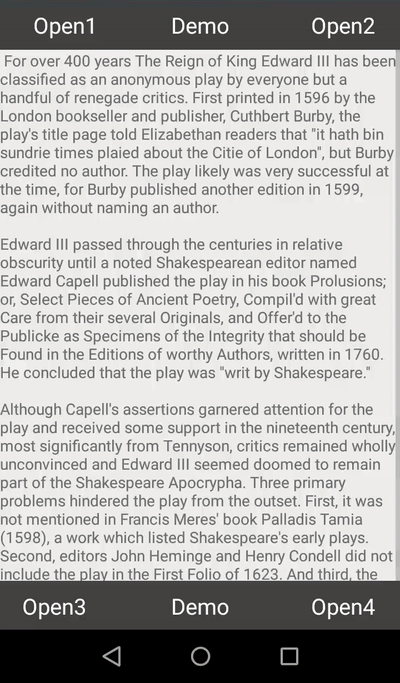 Open1 Demo Open2
For over 400 years The Reign of King Edward III has been
classified as an anonymous play by everyone but a
handful of renegade critics. First printed in 1596 by the
London bookseller and publisher, Cuthbert Burby, the
play's title page told Elizabethan readers that "it hath bin
sundrie times plaied about the Citie of London", but Burby
credited no author. The play likely was very successful at
the time, for Burby published another edition in 1599,
again without naming an author.
Edward III passed through the centuries in relative
obscurity until a noted Shakespearean editor named
Edward Capell published the play in his book Prolusions;
or, Select Pieces of Ancient Poetry, Compil'd with great
Care from their several Originals, and Offer'd to the
Publicke as Specimens of the Integrity that should be
Found in the Editions of worthy Authors, written in 1760.
He concluded that the play was "writ by Shakespeare."
Although Capell's assertions garnered attention for the
play and received some support in the nineteenth century,
most significantly from Tennyson, critics remained wholly
unconvinced and Edward III seemed doomed to remain
part of the Shakespeare Apocrypha. Three primary
problems hindered the play from the outset. First, it was
not mentioned in Francis Meres' book Palladis Tamia
(1598), a work which listed Shakespeare's early plays.
Second, editors John Heminge and Henry Condell did not
include the play in the First Folio of 1623. And third, the
Open3 Demo Open4